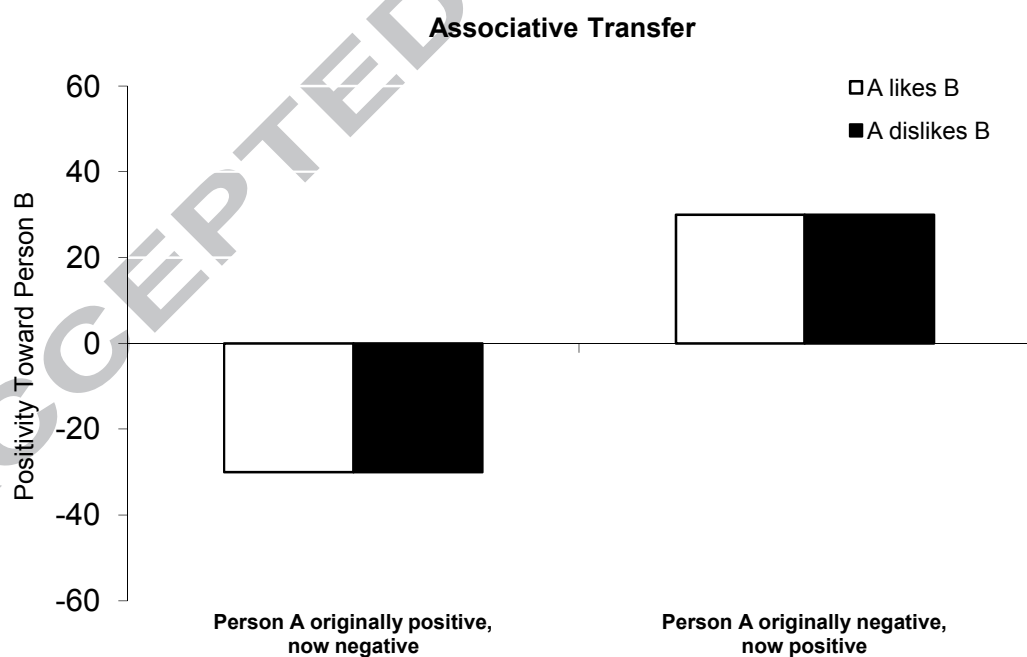 Associative Transfer
A likes B
A dislikes B
Positivity Toward Person B
60
40
20
0
-20
-40
-60
Person A originally positive,
now negative
Person A originally negative,
now positive
CCEPTED